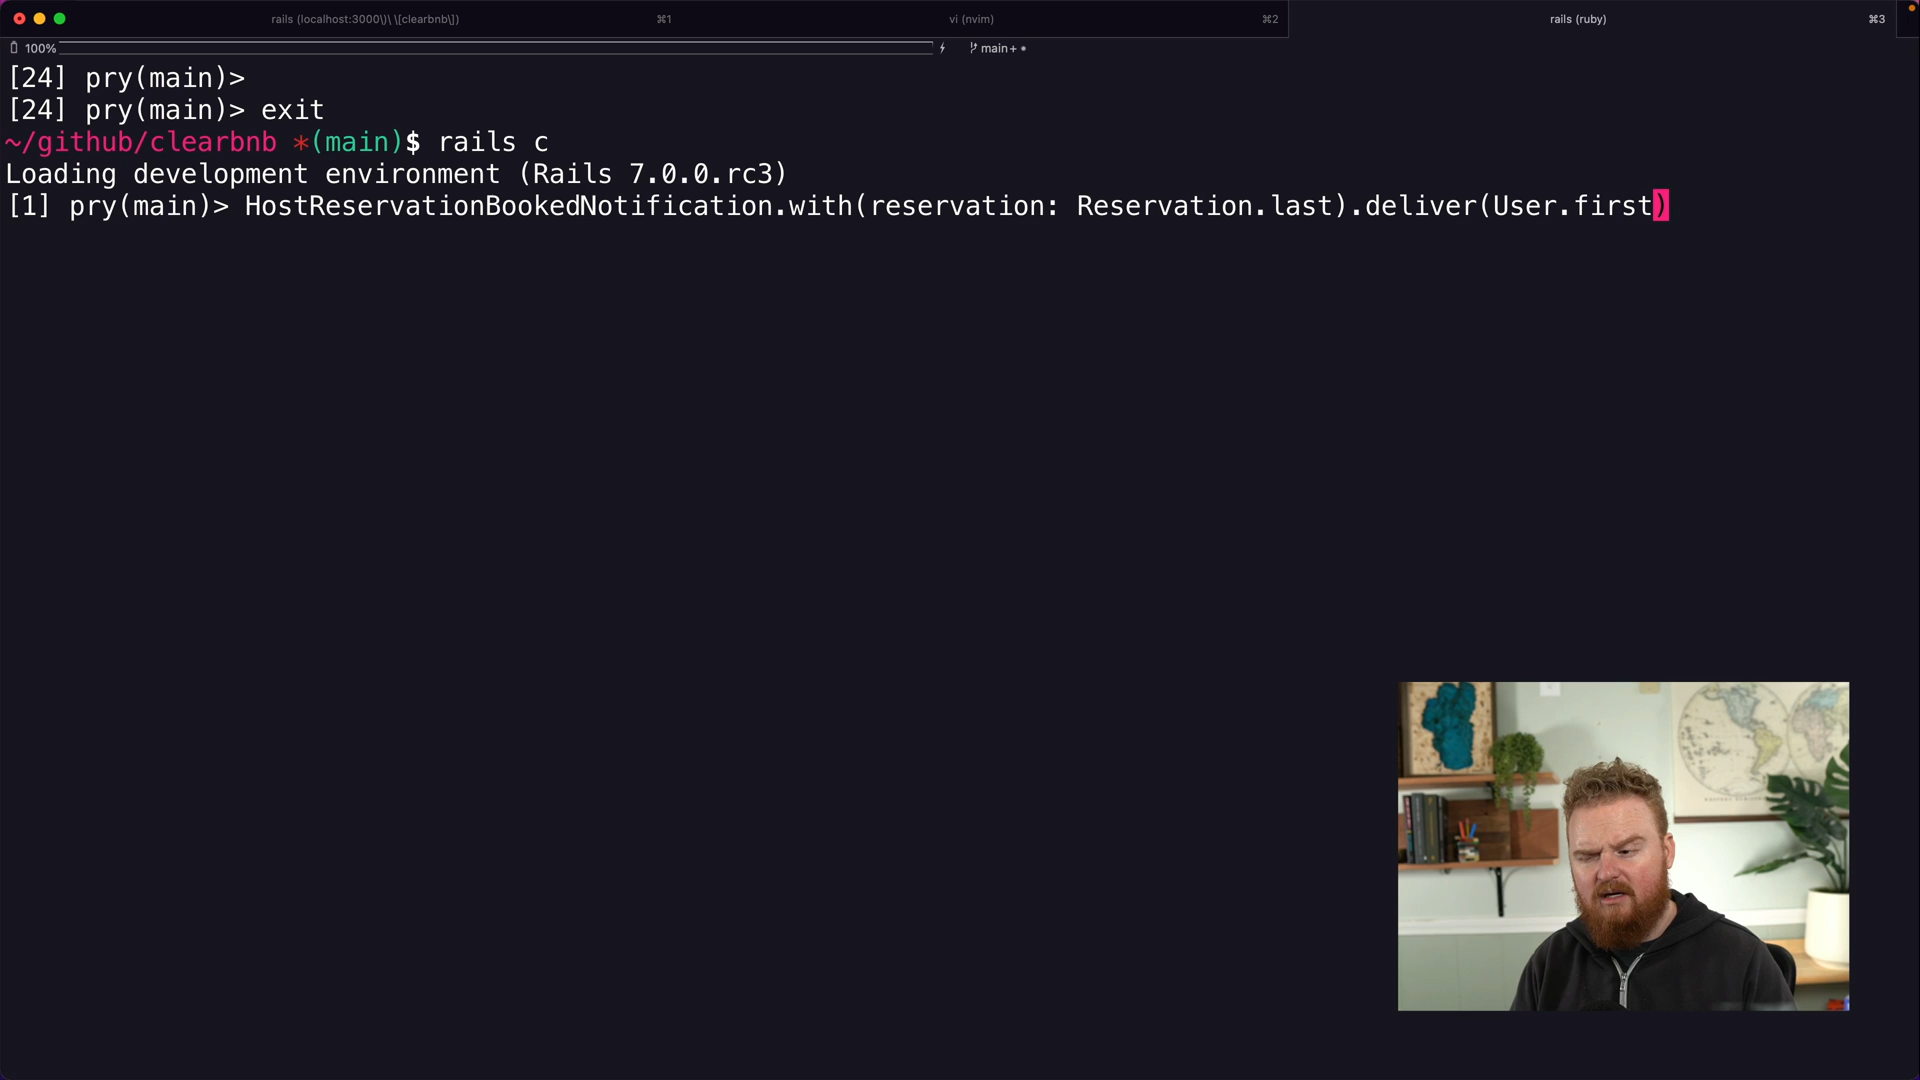 rails (localhost:3000\)\ \[clearbnb\]) ⌘1 vi (nvim) ⌘2 rails (ruby) ⌘3
100% main+
[24] pry(main)>
[24] pry(main)> exit
~/github/clearbnb *(main)$ rails c
Loading development environment (Rails 7.0.0.rc3)
[1] pry(main)> HostReservationBookedNotification.with(reservation: Reservation.last).deliver(User.first)